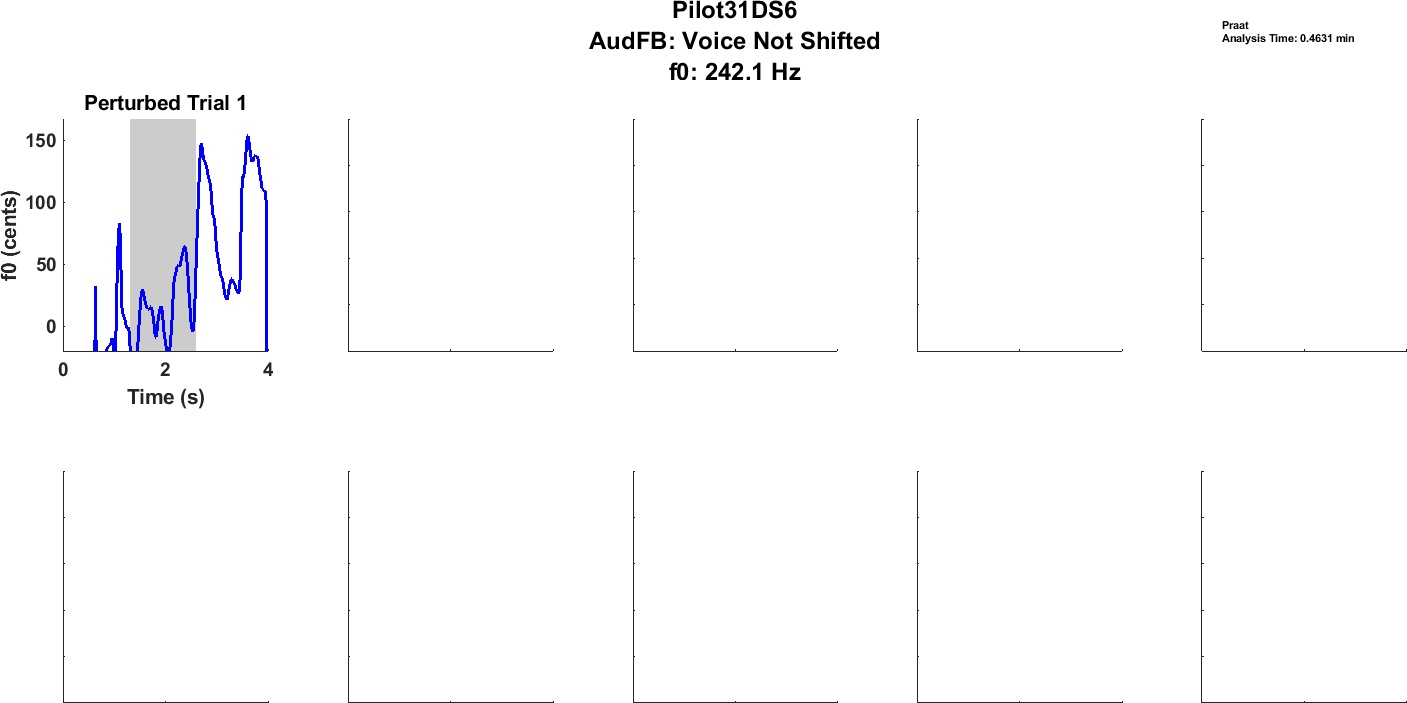 Pilot31DS6
AudFB: Voice Not Shifted
f0: 242.1 Hz
Praat
Analysis Time: 0.4631 min
Perturbed Trial 1
150
100
50
0
f0 (cents)
0 2 4
Time (s)